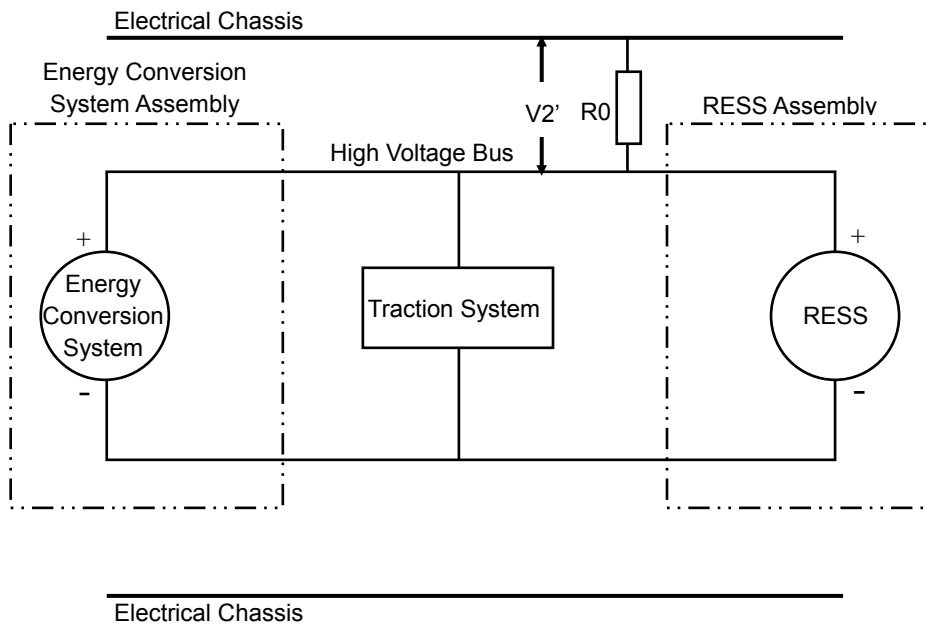 Electrical Chassis
Energy Conversion
System Assembly
V2’
R0
RESS Assembly
High Voltage Bus
+
+
Energy
Conversion
System
Traction System
RESS
-
-
Electrical Chassis